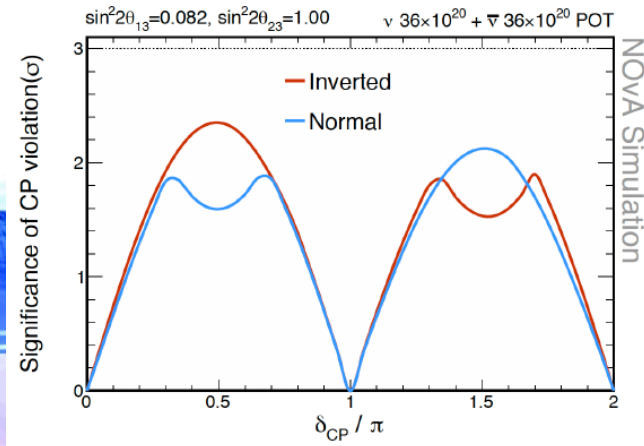 sin²2θ₁₃=0.082, sin²2θ₂₃=1.00
ν 36×10²⁰ + ν̅ 36×10²⁰ POT
3
2
1
0
Significance of CP violation(σ)
Inverted
Normal
NOvA Simulation
0 0.5 1 1.5 2
δCP / π